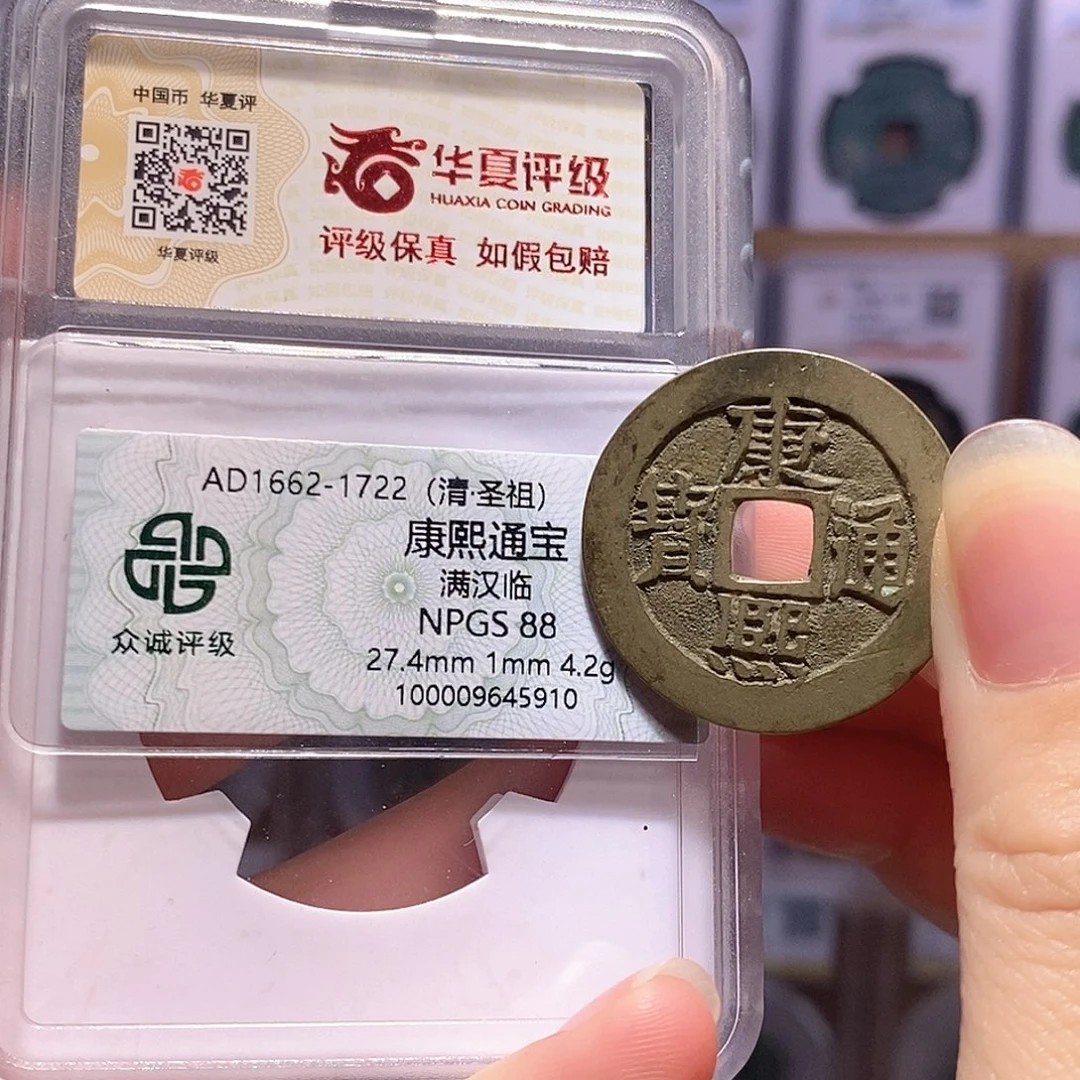 中国币 华夏评
华夏评级
华夏评级
HUAXIA COIN GRADING
评级保真 如假包赔
AD1662-1722（清·圣祖）
康熙通宝
满汉临
NPGS 88
27.4mm 1mm 4.2g
100009645910
众诚评级
康熙通寳